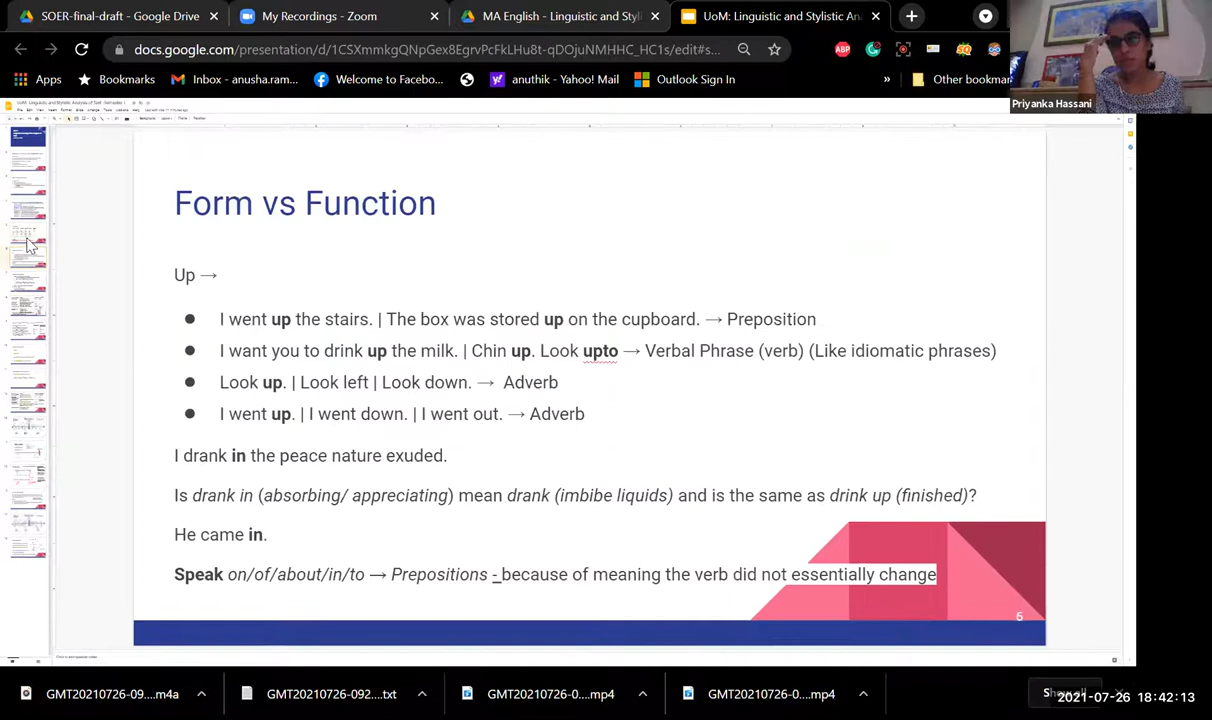 SOER-final-draft - Google Drive
My Recordings - Zoom
MA English - Linguistic and Styli
UoM: Linguistic and Stylistic Ana
docs.google.com/presentation/d/1CSXmmkgQNpGex8EgrvPcFkLHu8t-qDOjuNMHHC_HC1s/edit#s...
ABP
SQ
Apps
Bookmarks
Inbox - anusha.ram...
Welcome to Facebo...
anuthik - Yahoo! Mail
Outlook Sign In
»
Other bookmar
Priyanka Hassani
Form vs Function
Up →
● I went up the stairs. | The box was stored up on the cupboard. → Preposition
● I want you to drink up the milk. | Chin up. Look upto → Verbal Phrase (verb) (Like idiomatic phrases)
● Look up. | Look left | Look down. → Adverb
● I went up. | I went down. | I went out. → Adverb
I drank in the peace nature exuded.
Is drank in (absorbing/ appreciating) mean drank (imbibe liquids) and is the same as drink up (finished)?
He came in.
Speak on/of/about/in/to → Prepositions - because of meaning the verb did not essentially change
5
GMT20210726-09....m4a
GMT20210726-092....txt
GMT20210726-0....mp4
GMT20210726-0....mp4
2021-07-26 18:42:13